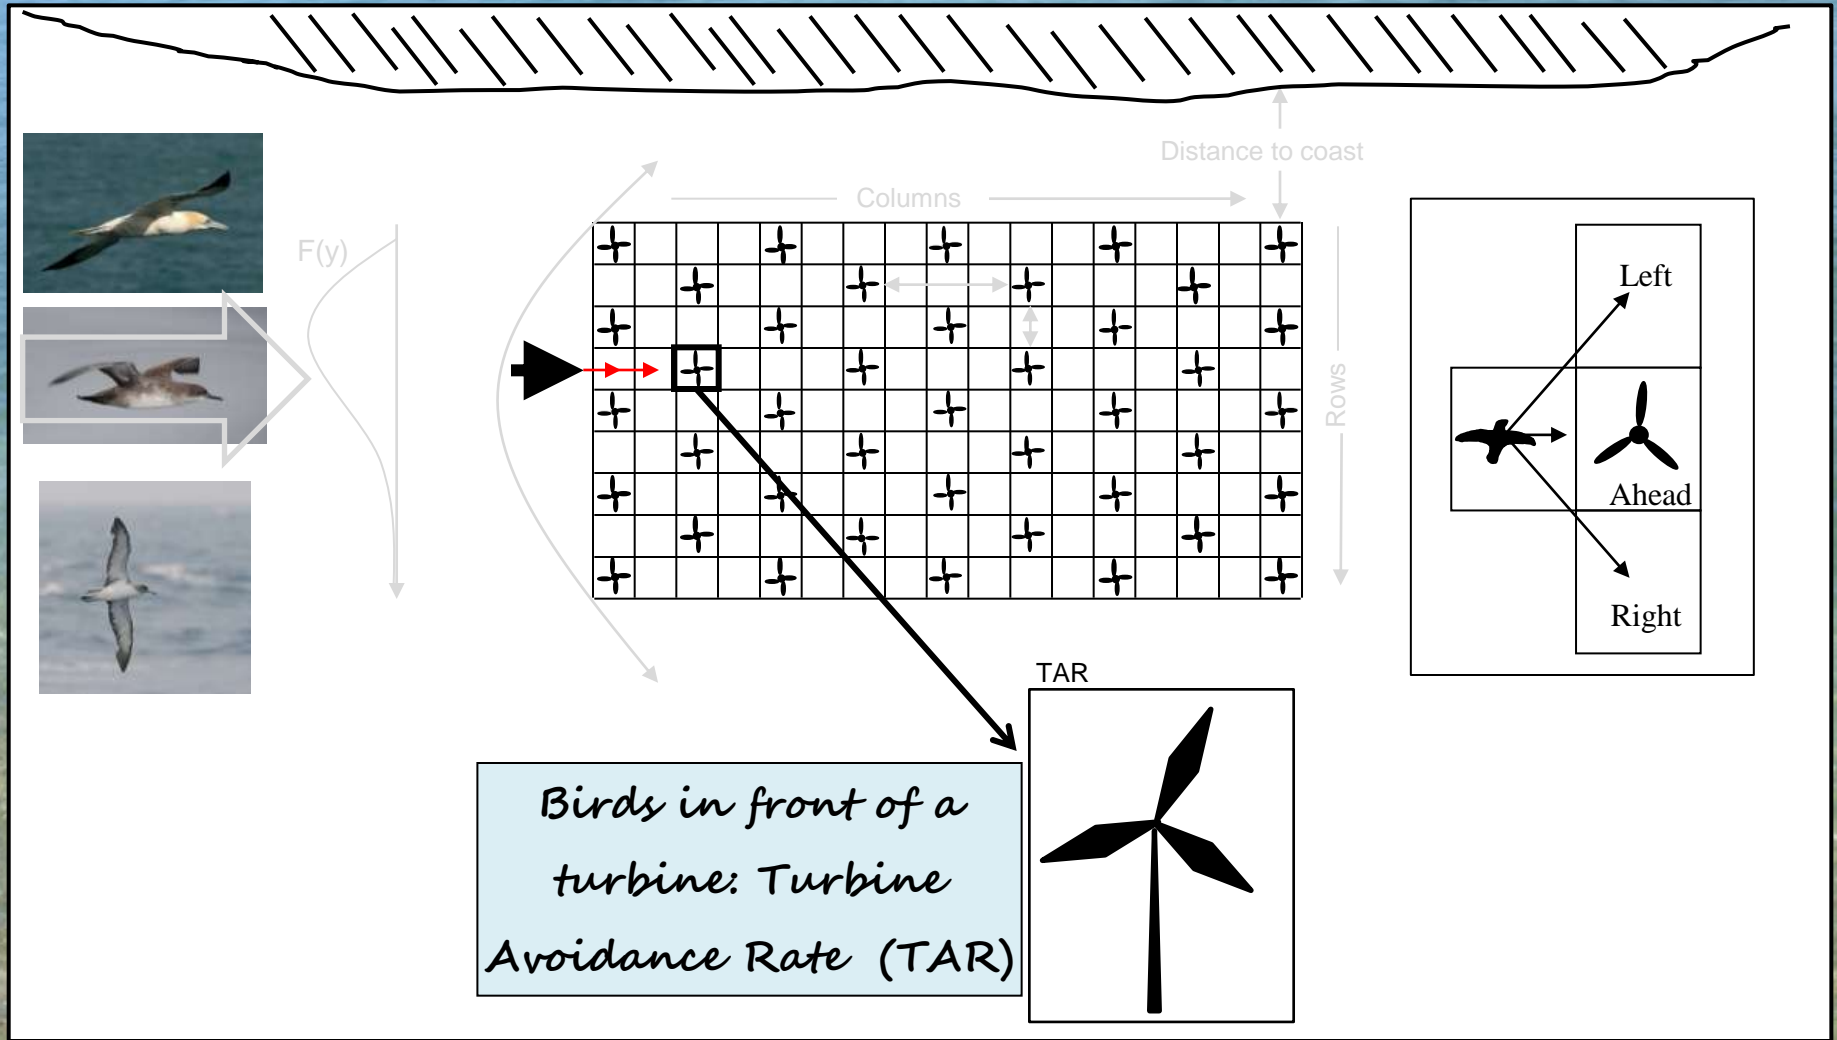 Distance to coast
Columns
F(y)
Rows
Left
Ahead
Right
TAR
Birds in front of a
turbine: Turbine
Avoidance Rate (TAR)